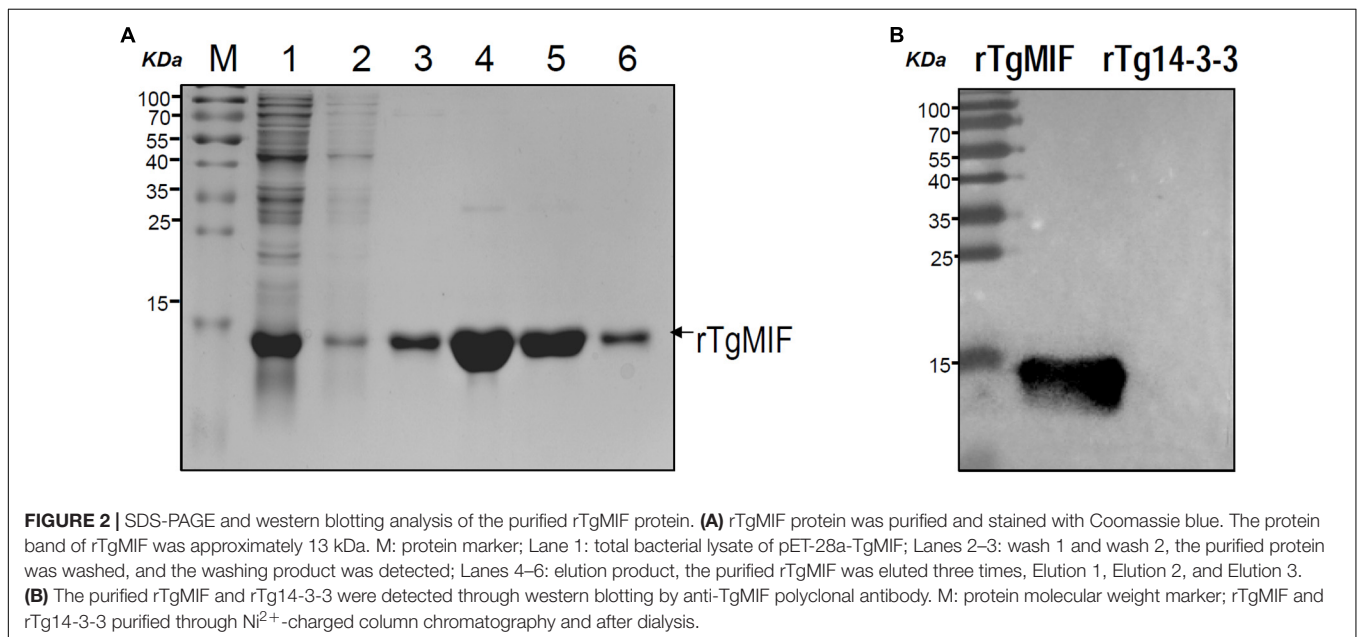 A
B
KDa M 1 2 3 4 5 6
KDa rTgMIF rTg14-3-3
100
70
55
40
35
25
15
rTgMIF
100
70
55
40
35
25
15
FIGURE 2 | SDS-PAGE and western blotting analysis of the purified rTgMIF protein. (A) rTgMIF protein was purified and stained with Coomassie blue. The protein
band of rTgMIF was approximately 13 kDa. M: protein marker; Lane 1: total bacterial lysate of pET-28a-TgMIF; Lanes 2–3: wash 1 and wash 2, the purified protein
was washed, and the washing product was detected; Lanes 4–6: elution product, the purified rTgMIF was eluted three times, Elution 1, Elution 2, and Elution 3.
(B) The purified rTgMIF and rTg14-3-3 were detected through western blotting by anti-TgMIF polyclonal antibody. M: protein molecular weight marker; rTgMIF and
rTg14-3-3 purified through Ni²⁺-charged column chromatography and after dialysis.